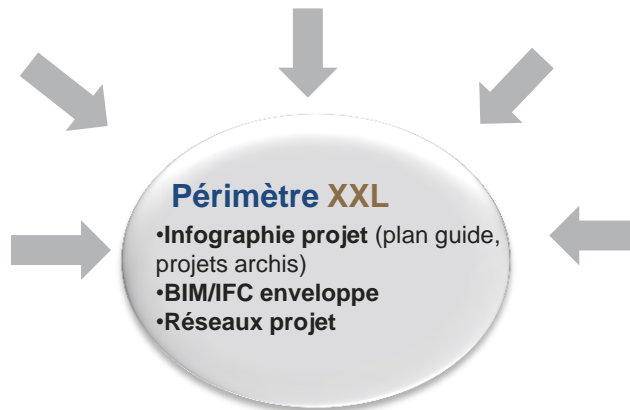 Périmètre XXL
•Infographie projet (plan guide,
projets archis)
•BIM/IFC enveloppe
•Réseaux projet